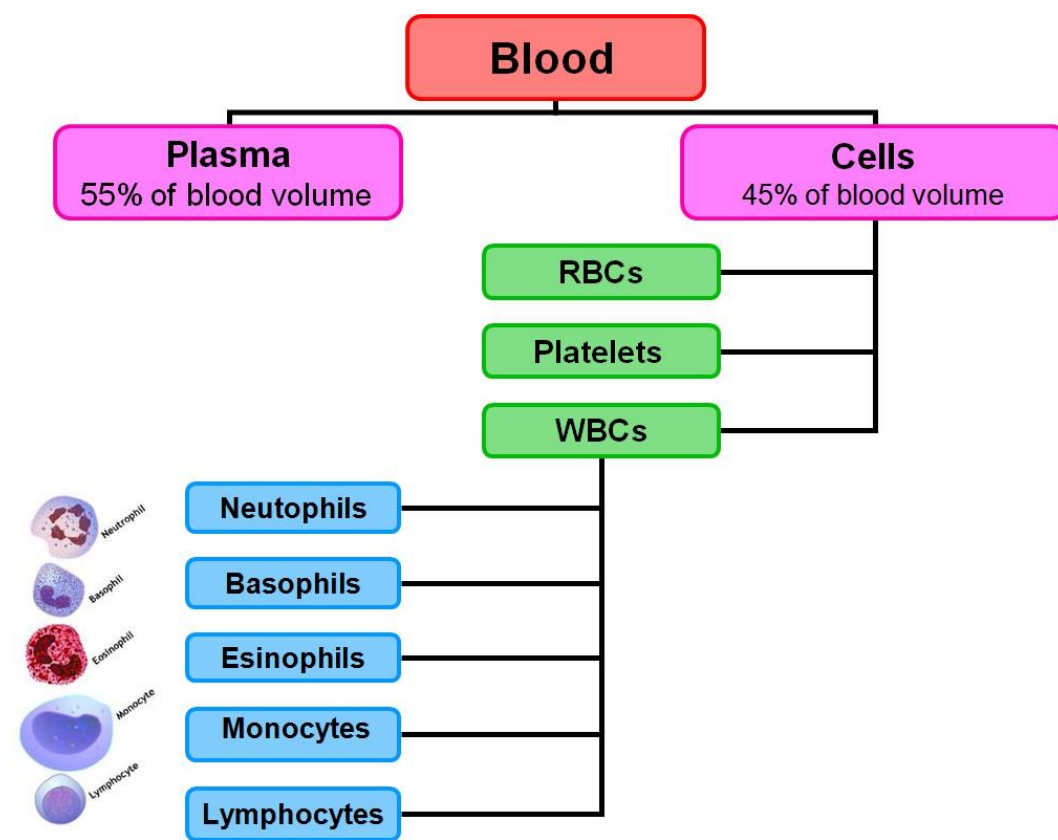 Blood
Plasma
55% of blood volume
Cells
45% of blood volume
RBCs
Platelets
WBCs
Neutophils
Neutrophil
Basophils
Basophil
Esinophils
Eosinophil
Monocytes
Monocyte
Lymphocytes
Lymphocyte